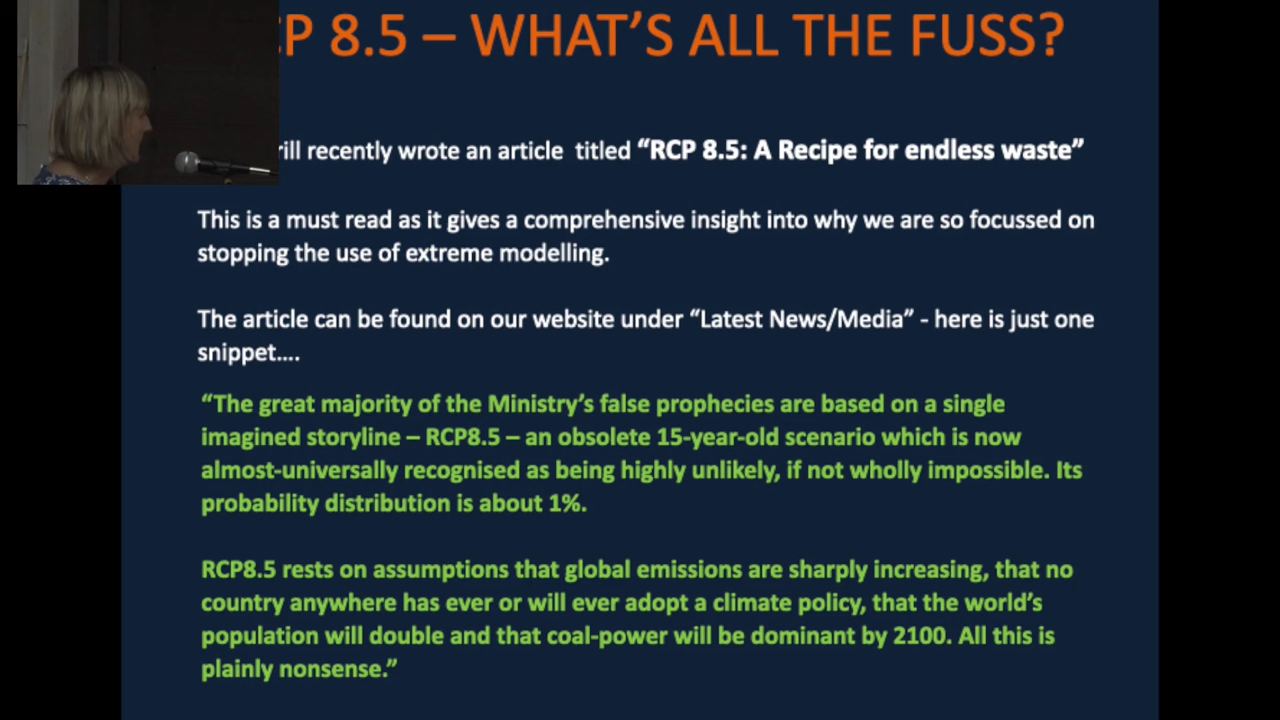 P 8.5 – WHAT’S ALL THE FUSS?
recently wrote an article titled “RCP 8.5: A Recipe for endless waste”
This is a must read as it gives a comprehensive insight into why we are so focussed on
stopping the use of extreme modelling.
The article can be found on our website under “Latest News/Media” - here is just one
snippet....
“The great majority of the Ministry’s false prophecies are based on a single
imagined storyline – RCP8.5 – an obsolete 15-year-old scenario which is now
almost-universally recognised as being highly unlikely, if not wholly impossible. Its
probability distribution is about 1%.
RCP8.5 rests on assumptions that global emissions are sharply increasing, that no
country anywhere has ever or will ever adopt a climate policy, that the world’s
population will double and that coal-power will be dominant by 2100. All this is
plainly nonsense.”